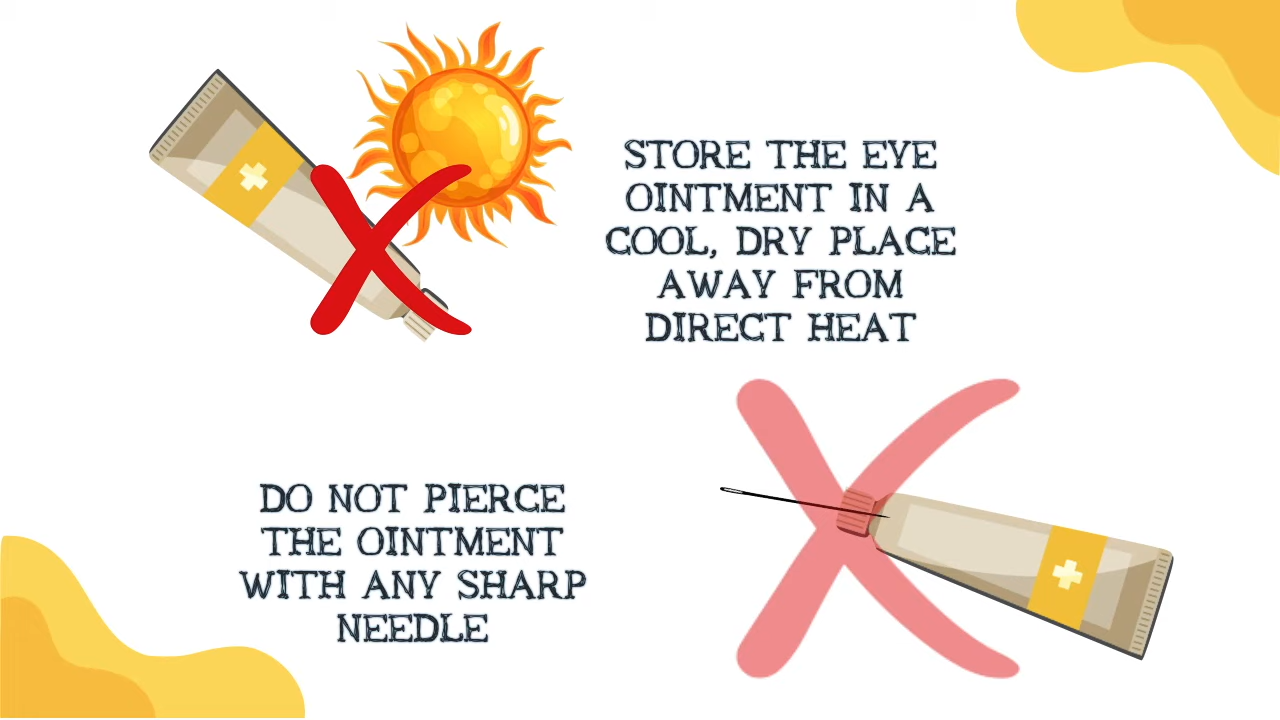 STORE THE EYE
OINTMENT IN A
COOL, DRY PLACE
AWAY FROM
DIRECT HEAT
DO NOT PIERCE
THE OINTMENT
WITH ANY SHARP
NEEDLE